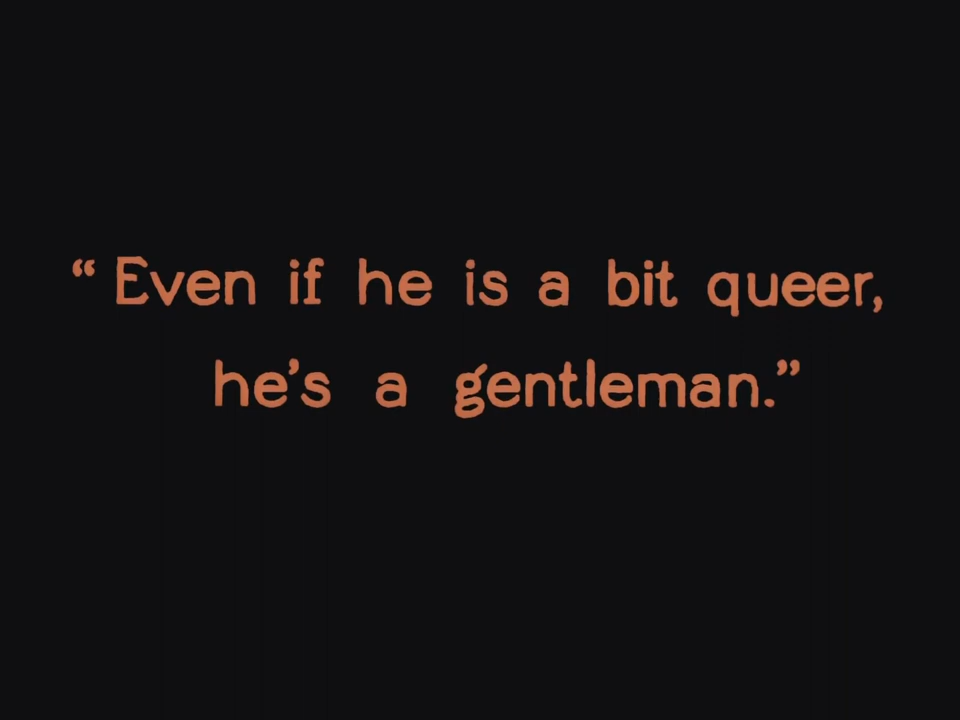 “Even if he is a bit queer,
he’s a gentleman.”